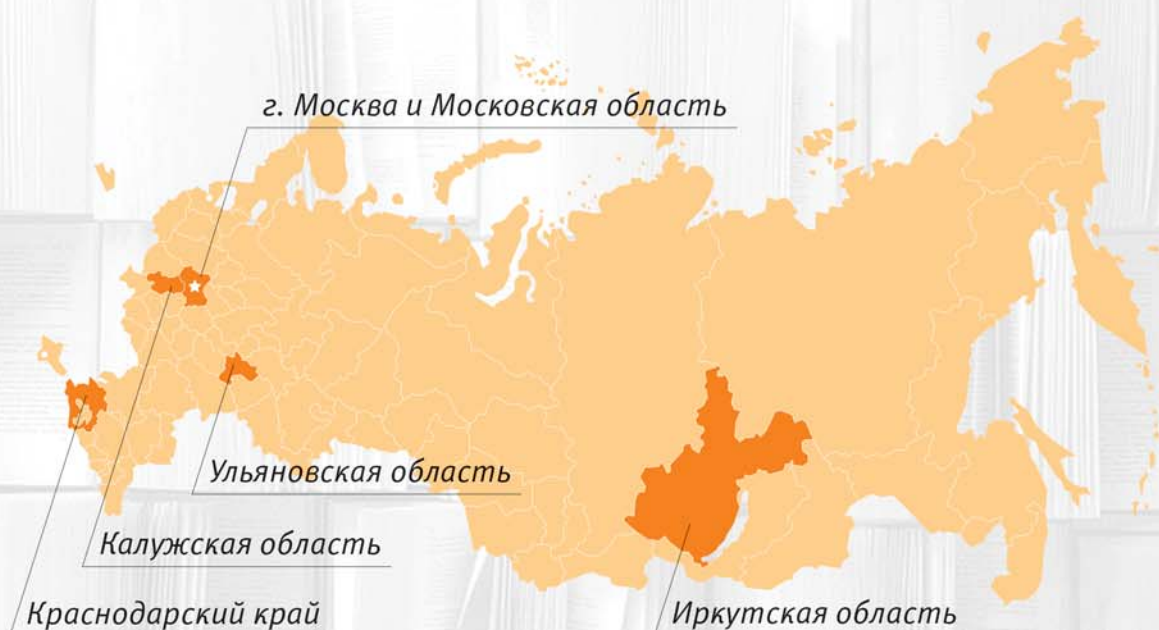 г. Москва и Московская область
Ульяновская область
Калужская область
Краснодарский край
Иркутская область